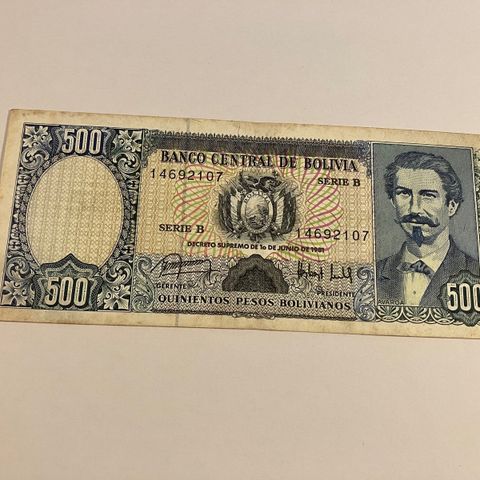 500
BANCO CENTRAL DE BOLIVIA
14692107 SERIE B
SERIE B 14692107
DECRETO SUPREMO DE 1º DE JUNIO DE 1981
GERENTE PRESIDENTE
500 QUINIENTOS PESOS BOLIVIANOS AVAROA 500